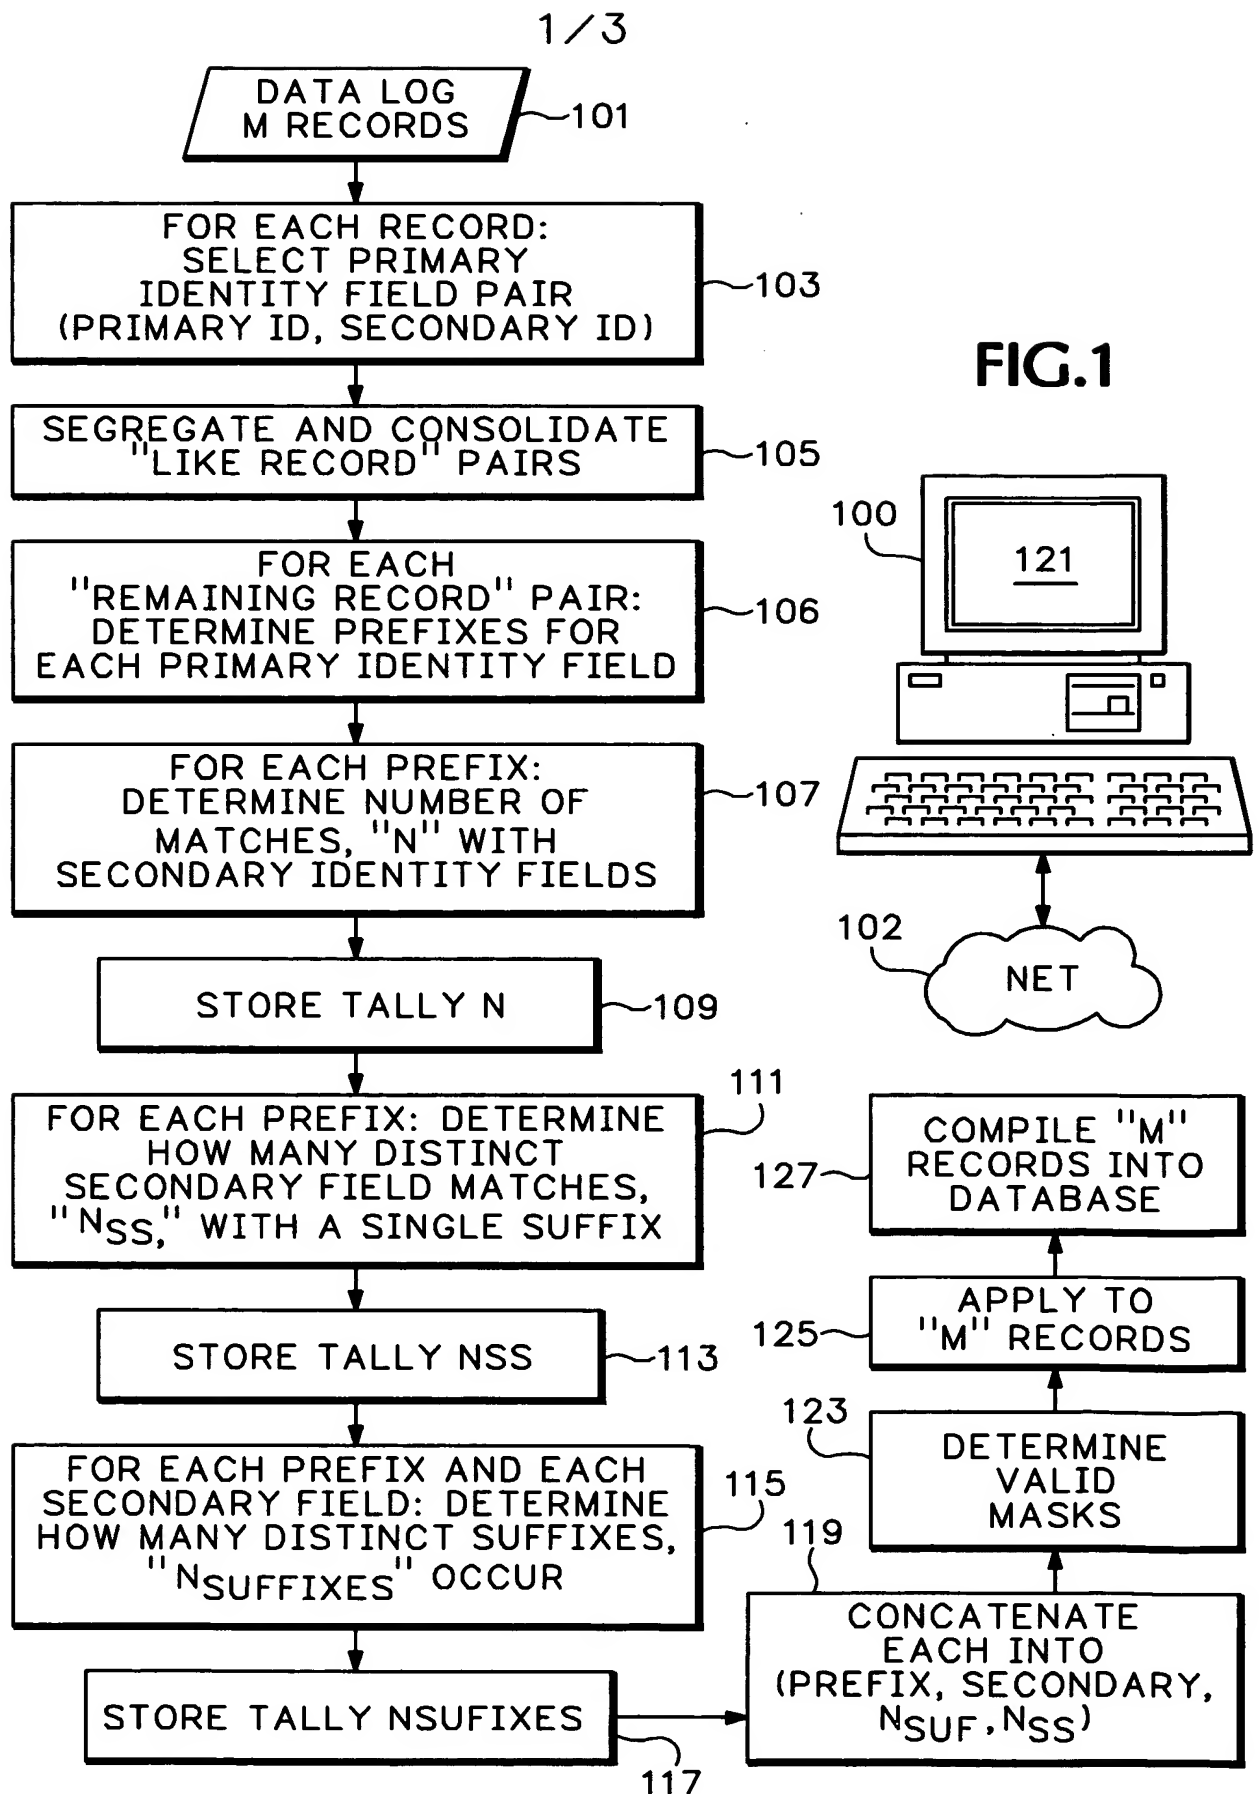 1/3
DATA LOG
M RECORDS
101
FOR EACH RECORD:
SELECT PRIMARY
IDENTITY FIELD PAIR
(PRIMARY ID, SECONDARY ID)
103
SEGREGATE AND CONSOLIDATE
"LIKE RECORD" PAIRS
105
FOR EACH
"REMAINING RECORD" PAIR:
DETERMINE PREFIXES FOR
EACH PRIMARY IDENTITY FIELD
106
FOR EACH PREFIX:
DETERMINE NUMBER OF
MATCHES, "N" WITH
SECONDARY IDENTITY FIELDS
107
STORE TALLY N
109
FOR EACH PREFIX: DETERMINE
HOW MANY DISTINCT
SECONDARY FIELD MATCHES,
"NSS," WITH A SINGLE SUFFIX
111
STORE TALLY NSS
113
FOR EACH PREFIX AND EACH
SECONDARY FIELD: DETERMINE
HOW MANY DISTINCT SUFFIXES,
"NSUFFIXES" OCCUR
115
STORE TALLY NSUFIXES
117
FIG.1
100
121
102
NET
COMPILE "M"
RECORDS INTO
DATABASE
127
APPLY TO
"M" RECORDS
125
123
DETERMINE
VALID
MASKS
119
CONCATENATE
EACH INTO
(PREFIX, SECONDARY,
NSUF, NSS)